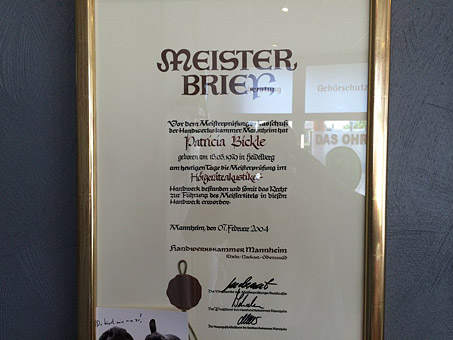 MEISTER
BRIEF
Beratung
Gehörschutz
DAS OHR
Vor dem Meisterprüfungsausschuß
der Handwerkskammer Mannheim hat
Patricia Bickle
geboren am in Heidelberg
am heutigen Tage die Meisterprüfung im
Hörgeräteakustiker
Handwerk bestanden und somit das Recht
zur Führung des Meistertitels in diesem
Handwerk erworben.
Mannheim, den 07. Februar 2004
Handwerkskammer Mannheim
Rhein-Neckar-Odenwald